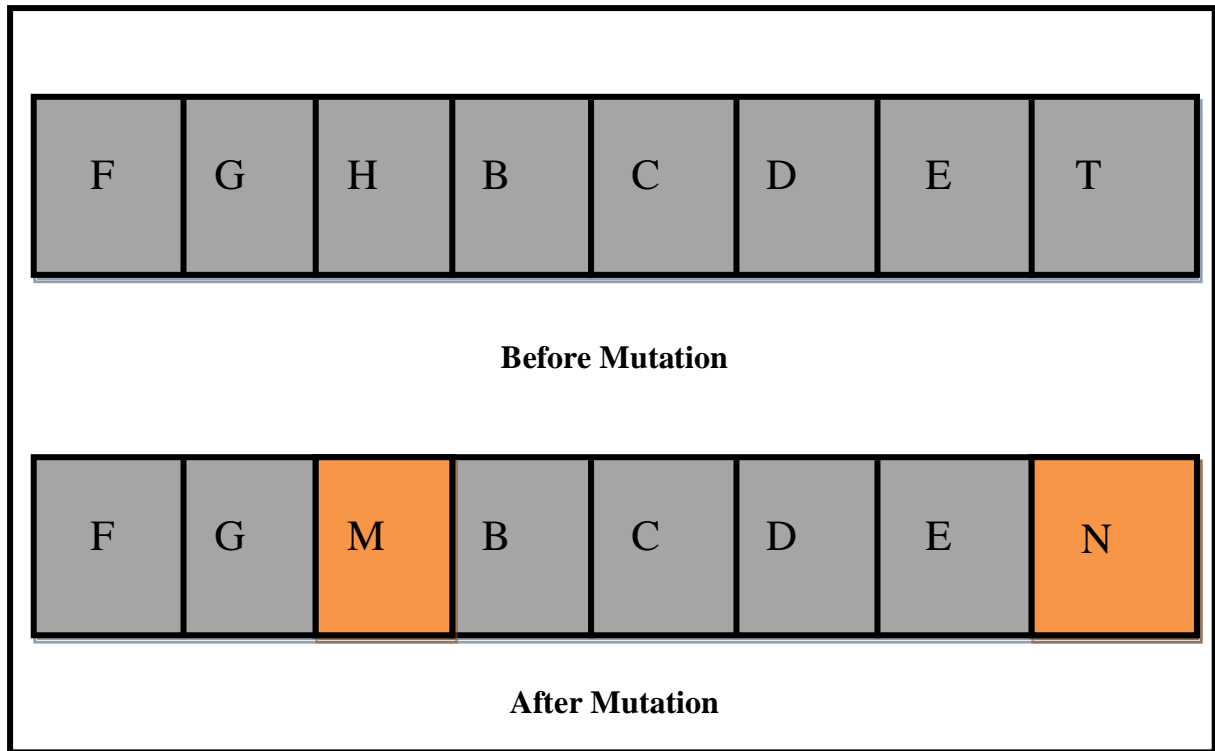 F G H B C D E T
Before Mutation
F G M B C D E N
After Mutation